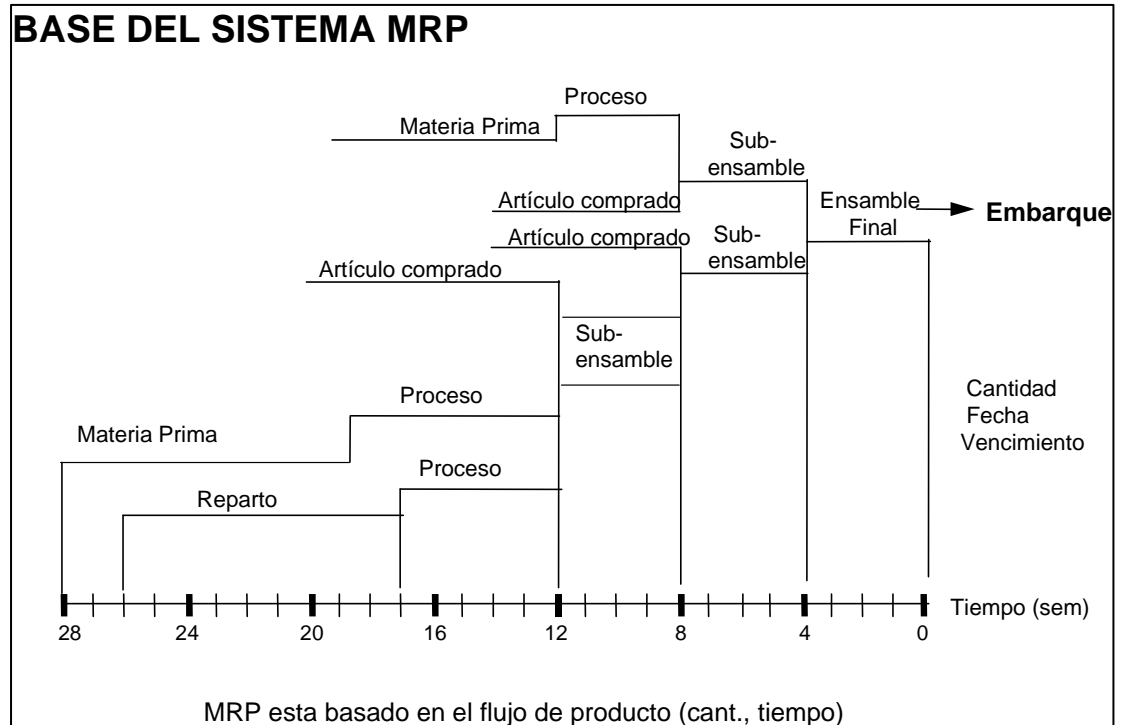 BASE DEL SISTEMA MRP
Proceso
Materia Prima
Sub-
ensamble
Artículo comprado
Ensamble
Final
Embarque
Artículo comprado
Sub-
ensamble
Artículo comprado
Sub-
ensamble
Proceso
Cantidad
Fecha
Vencimiento
Materia Prima
Proceso
Reparto
Tiempo (sem)
28 24 20 16 12 8 4 0
MRP esta basado en el flujo de producto (cant., tiempo)